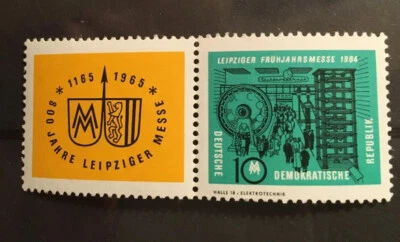 * 1165 * 1965 *
800 JAHRE LEIPZIGER MESSE
M
LEIPZIGER FRÜHJAHRSMESSE 1964
DEUTSCHE
10
M
DEMOKRATISCHE
REPUBLIK
HALLE 18 · ELEKTROTECHNIK